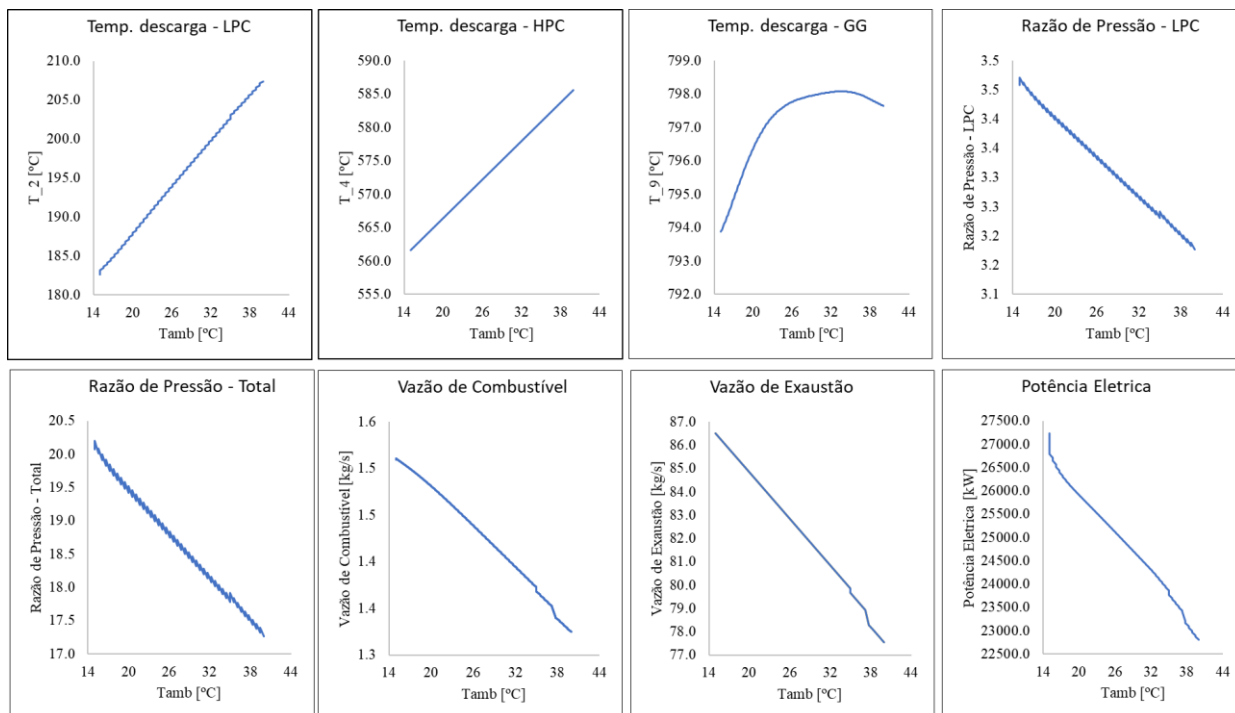 Temp. descarga - LPC
T_2 [ºC]
210.0
205.0
200.0
195.0
190.0
185.0
180.0
14 20 26 32 38 44
Tamb [ºC]
Temp. descarga - HPC
T_4 [ºC]
590.0
585.0
580.0
575.0
570.0
565.0
560.0
555.0
14 20 26 32 38 44
Tamb [ºC]
Temp. descarga - GG
T_9 [ºC]
799.0
798.0
797.0
796.0
795.0
794.0
793.0
792.0
14 20 26 32 38 44
Tamb [ºC]
Razão de Pressão - LPC
Razão de Pressão - LPC
3.5
3.5
3.4
3.4
3.3
3.3
3.2
3.2
3.1
14 20 26 32 38 44
Tamb [ºC]
Razão de Pressão - Total
Razão de Pressão - Total
20.5
20.0
19.5
19.0
18.5
18.0
17.5
17.0
14 20 26 32 38 44
Tamb [ºC]
Vazão de Combustível
Vazão de Combustível [kg/s]
1.6
1.5
1.5
1.4
1.4
1.3
14 20 26 32 38 44
Tamb [ºC]
Vazão de Exaustão
Vazão de Exaustão [kg/s]
87.0
86.0
85.0
84.0
83.0
82.0
81.0
80.0
79.0
78.0
77.0
14 20 26 32 38 44
Tamb [ºC]
Potência Eletrica
Potência Eletrica [kW]
27500.0
27000.0
26500.0
26000.0
25500.0
25000.0
24500.0
24000.0
23500.0
23000.0
22500.0
14 20 26 32 38 44
Tamb [ºC]